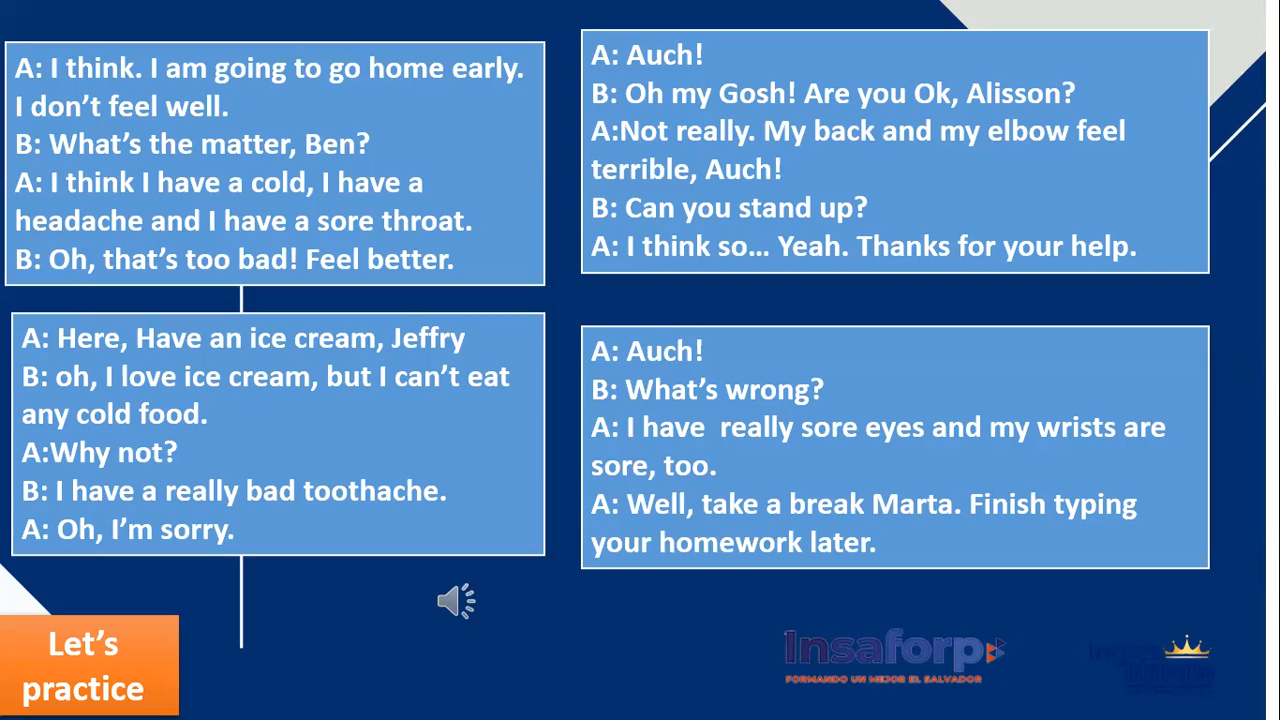 A: I think. I am going to go home early.
I don't feel well.
B: What's the matter, Ben?
A: I think I have a cold, I have a
headache and I have a sore throat.
B: Oh, that's too bad! Feel better.
A: Auch!
B: Oh my Gosh! Are you Ok, Alisson?
A:Not really. My back and my elbow feel
terrible, Auch!
B: Can you stand up?
A: I think so... Yeah. Thanks for your help.
A: Here, Have an ice cream, Jeffry
B: oh, I love ice cream, but I can't eat
any cold food.
A:Why not?
B: I have a really bad toothache.
A: Oh, I'm sorry.
A: Auch!
B: What's wrong?
A: I have  really sore eyes and my wrists are
sore, too.
A: Well, take a break Marta. Finish typing
your homework later.
Let's
practice
Insaforp
FORMANDO UN MEJOR EL SALVADOR